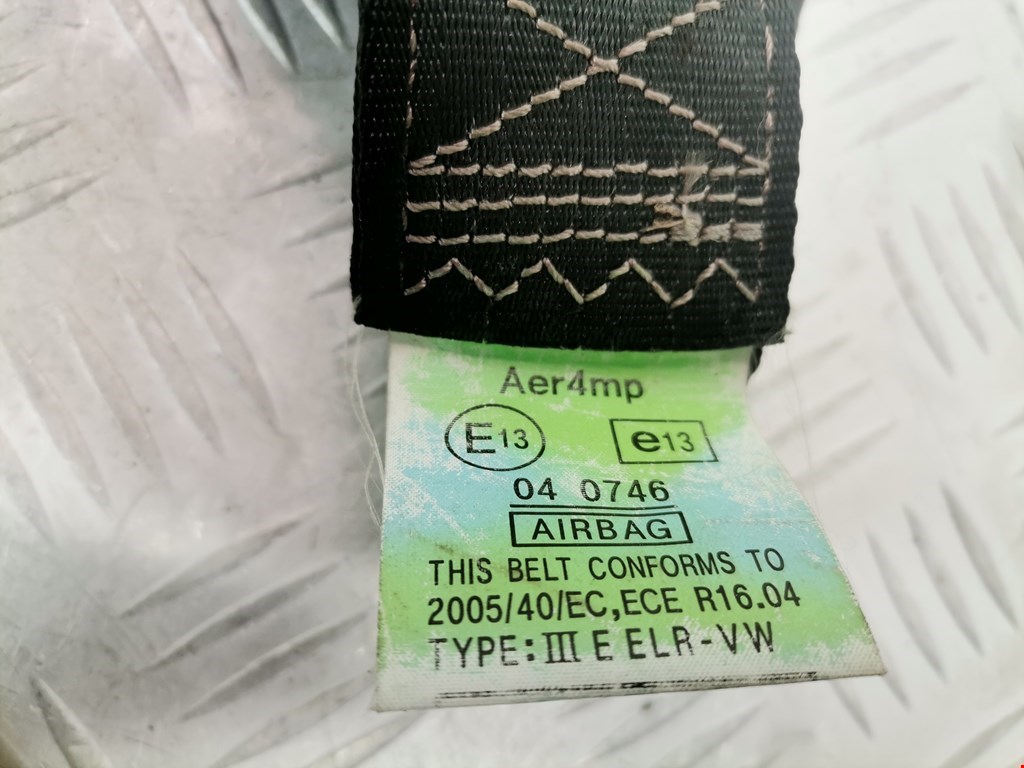 Aer4mp
E13 e13
04 0746
AIRBAG
THIS BELT CONFORMS TO
2005/40/EC,ECE R16.04
TYPE:III E ELR-VW